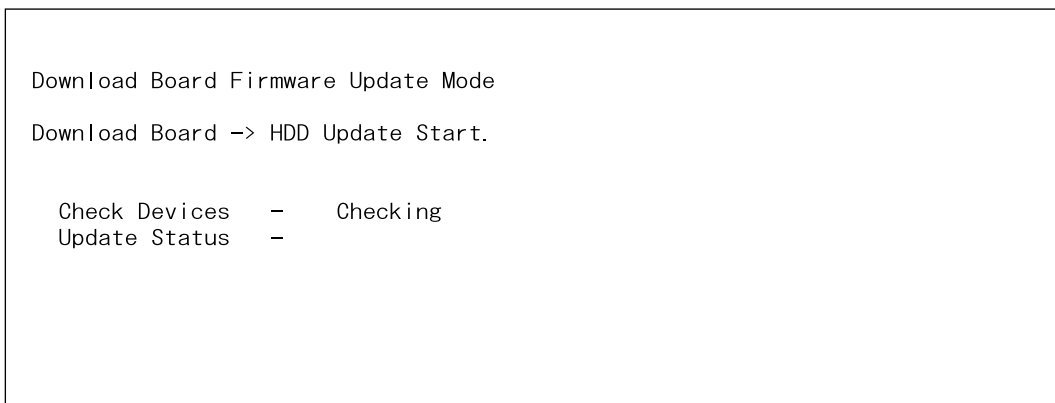 Download Board Firmware Update Mode
Download Board -> HDD Update Start.
Check Devices - Checking
Update Status -